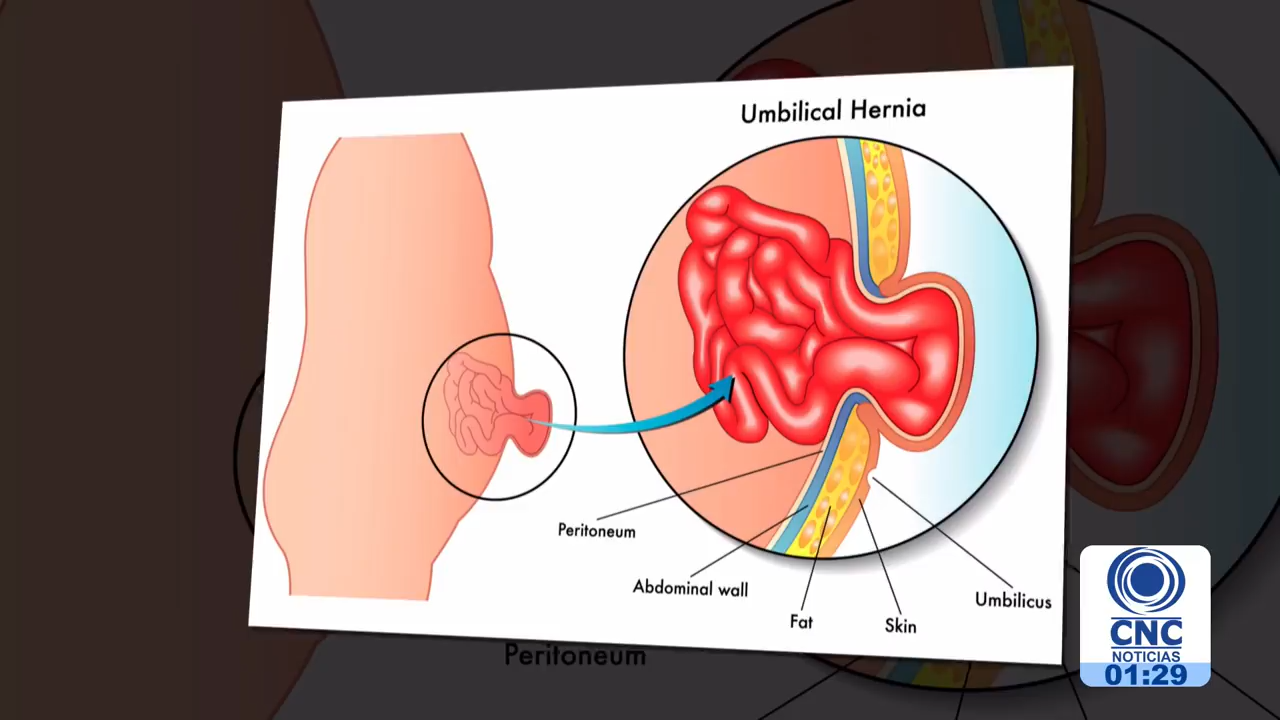 Umbilical Hernia
Peritoneum
Abdominal wall
Fat
Skin
Umbilicus
Peritoneum
CNC
NOTICIAS
01:29